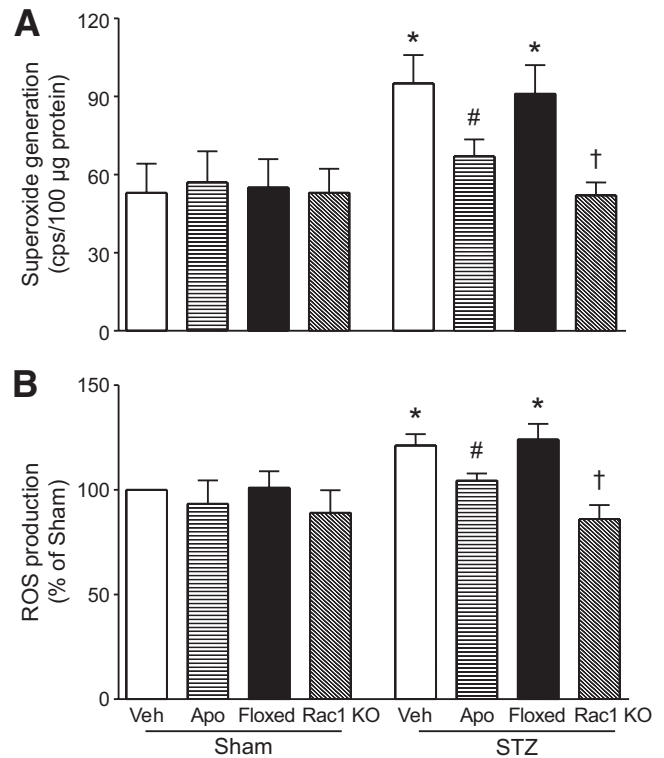 A
Superoxide generation
(cps/100 µg protein)
120
90
60
30
0
*
#
*
†
B
ROS production
(% of Sham)
150
100
50
0
*
#
*
†
Veh Apo Floxed Rac1 KO Veh Apo Floxed Rac1 KO
Sham STZ